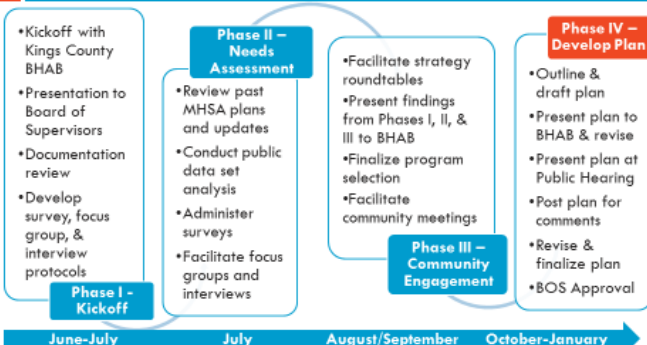 •Kickoff with
Kings County
BHAB
•Presentation to
Board of
Supervisors
•Documentation
review
•Develop
survey, focus
group, &
interview
protocols
Phase I -
Kickoff
Phase II –
Needs
Assessment
•Review past
MHSA plans
and updates
•Conduct public
data set
analysis
•Administer
surveys
•Facilitate focus
groups and
interviews
•Facilitate strategy
roundtables
•Present findings
from Phases I, II, &
III to BHAB
•Finalize program
selection
•Facilitate
community meetings
Phase III –
Community
Engagement
Phase IV –
Develop Plan
•Outline &
draft plan
•Present plan to
BHAB & revise
•Present plan at
Public Hearing
•Post plan for
comments
•Revise &
finalize plan
•BOS Approval
June-July
July
August/September
October-January